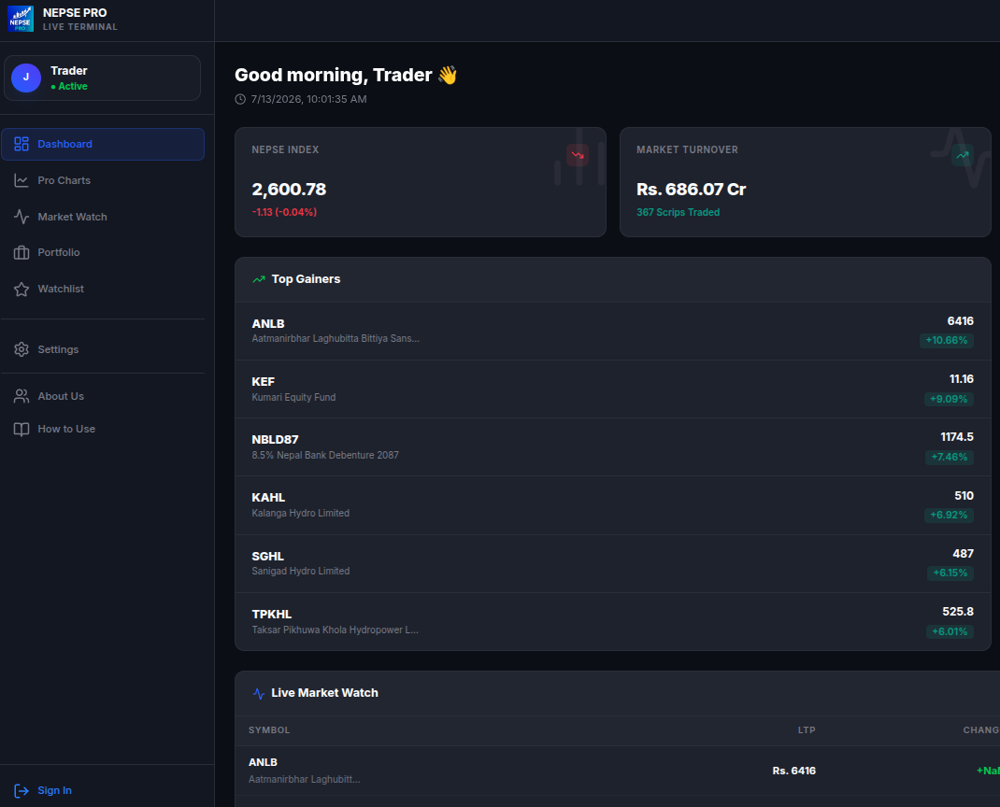 NEPSE PRO
LIVE TERMINAL
NEPSE
PRO
J
Trader
● Active
Dashboard
Pro Charts
Market Watch
Portfolio
Watchlist
Settings
About Us
How to Use
Sign In
Good morning, Trader 👋
7/13/2026, 10:01:35 AM
NEPSE INDEX
2,600.78
-1.13 (-0.04%)
MARKET TURNOVER
Rs. 686.07 Cr
367 Scrips Traded
Top Gainers
ANLB 6416
Aatmanirbhar Laghubitta Bittiya Sans... +10.66%
KEF 11.16
Kumari Equity Fund +9.09%
NBLD87 1174.5
8.5% Nepal Bank Debenture 2087 +7.46%
KAHL 510
Kalanga Hydro Limited +6.92%
SGHL 487
Sanigad Hydro Limited +6.15%
TPKHL 525.8
Taksar Pikhuwa Khola Hydropower L... +6.01%
Live Market Watch
SYMBOL LTP CHANG
ANLB Rs. 6416 +NaN
Aatmanirbhar Laghubitt...